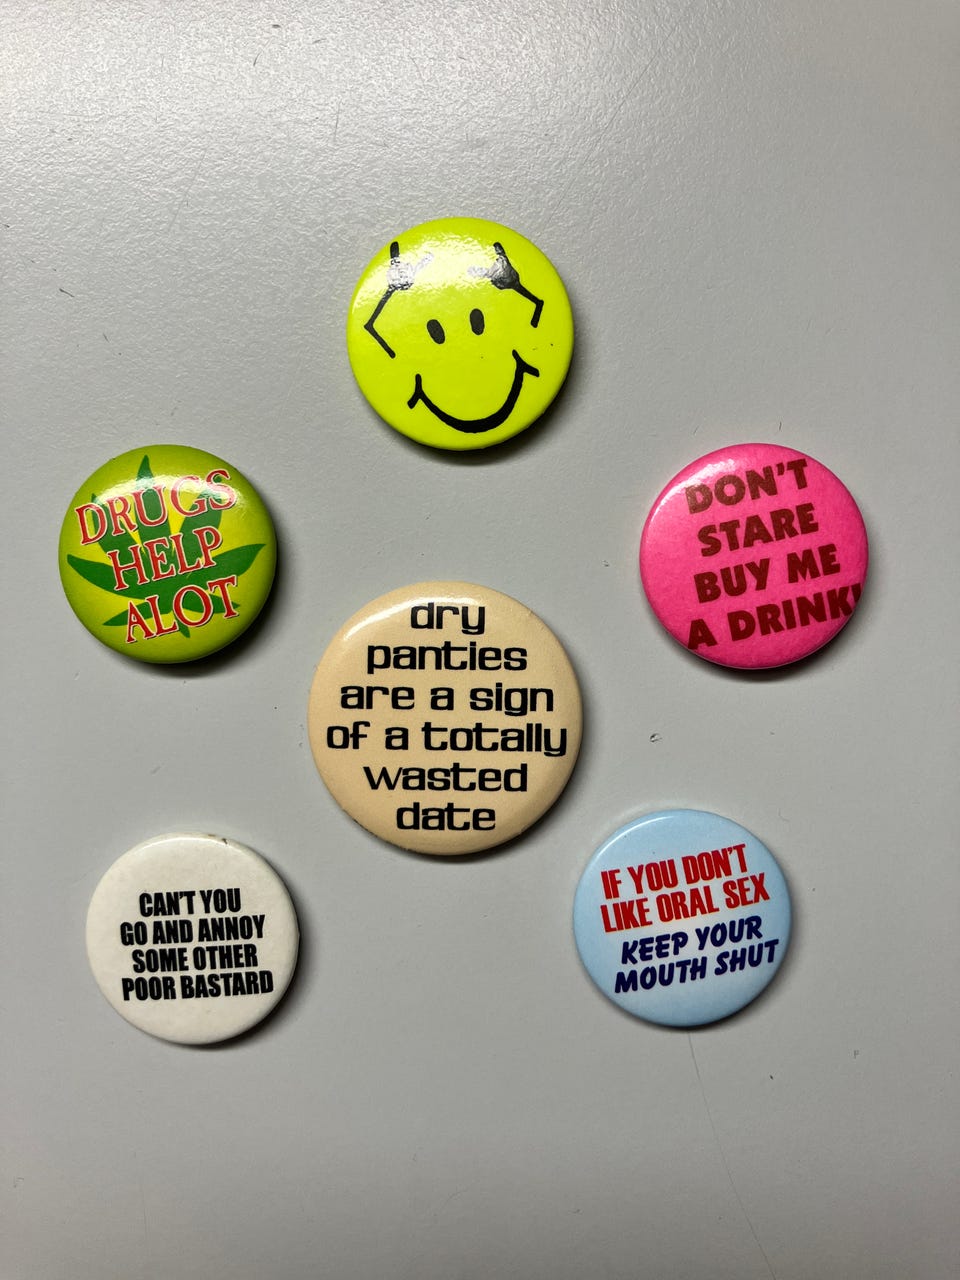 DRUGS
HELP
ALOT
DON'T
STARE
BUY ME
A DRINK!
dry
panties
are a sign
of a totally
wasted
date
CAN'T YOU
GO AND ANNOY
SOME OTHER
POOR BASTARD
IF YOU DON'T
LIKE ORAL SEX
KEEP YOUR
MOUTH SHUT